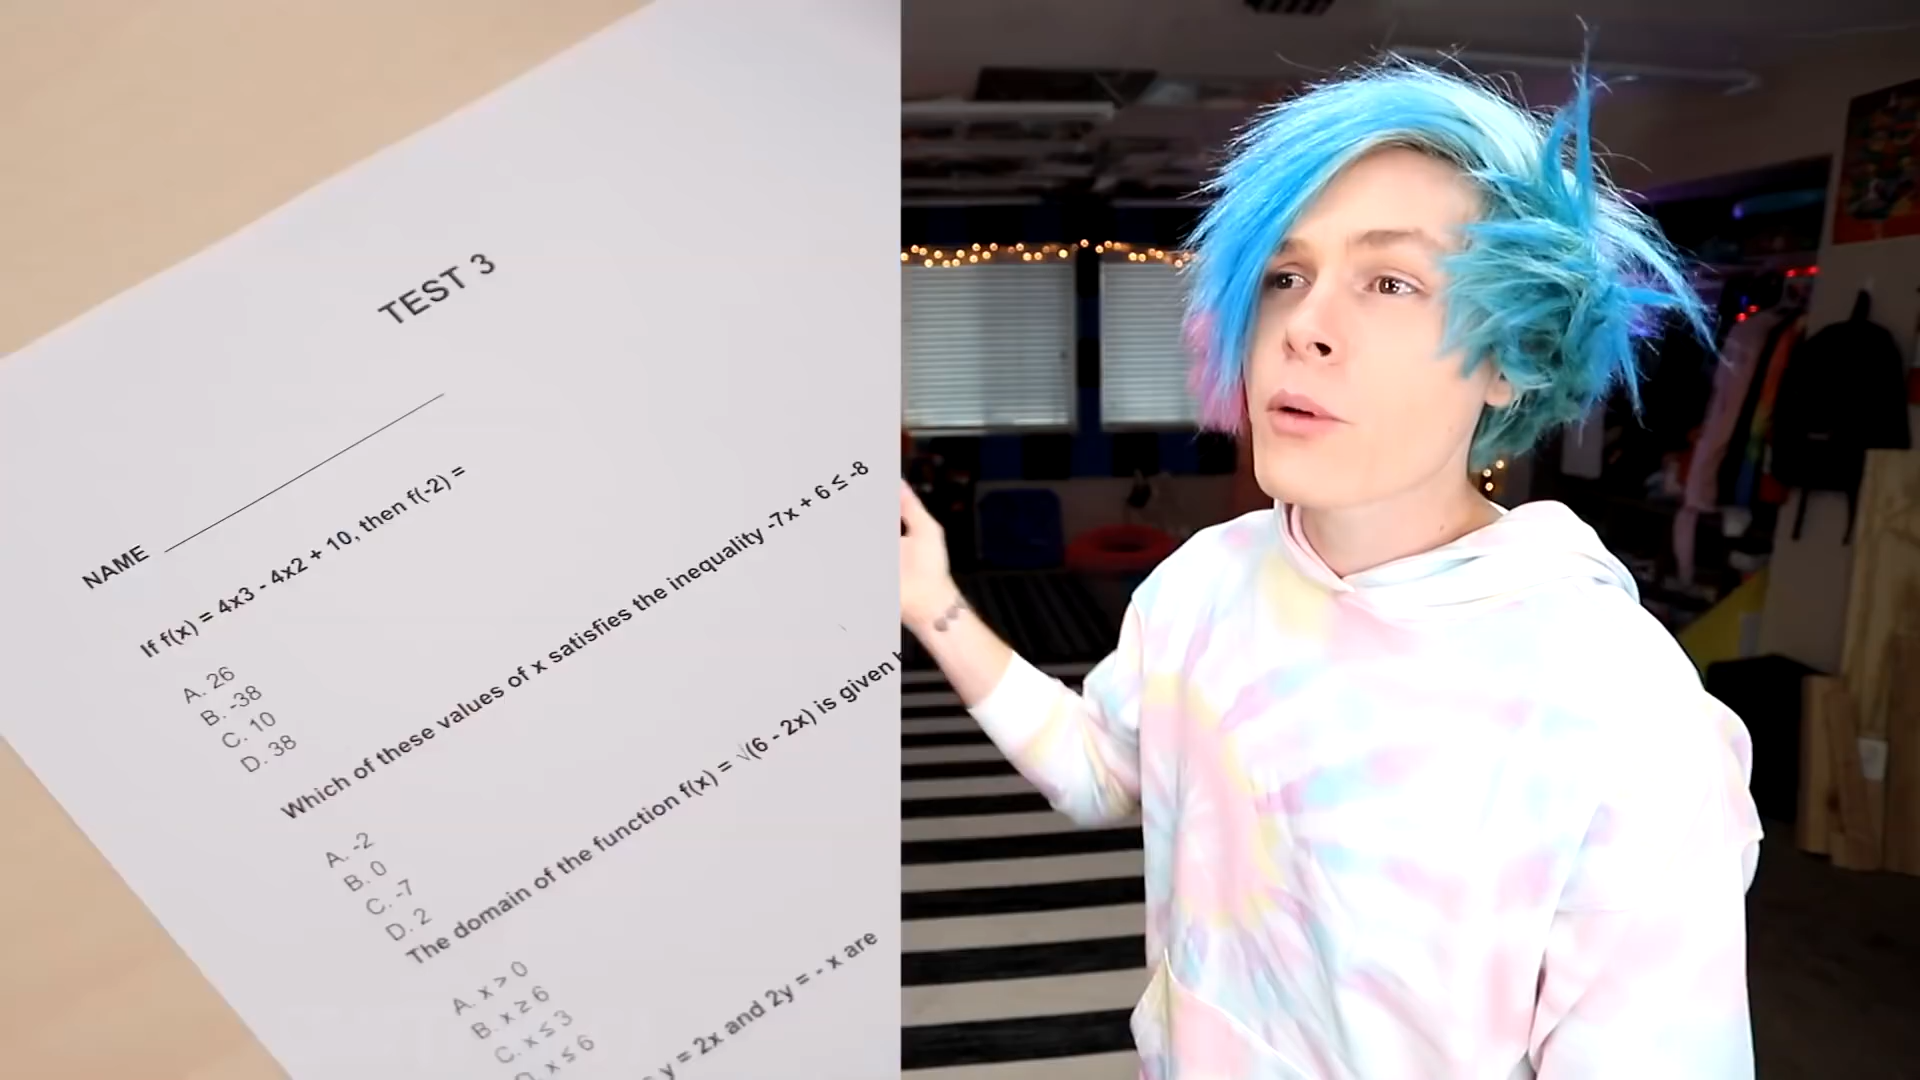 TEST 3
NAME
If f(x) = 4x3 - 4x2 + 10, then f(-2) =
A. 26
B. -38
C. 10
D. 38
Which of these values of x satisfies the inequality -7x + 6 ≤ -8
A. -2
B. 0
C. -7
D. 2
The domain of the function f(x) = √(6 - 2x) is given
A. x > 0
B. x ≥ 6
C. x ≤ 3
D. x ≤ 6
y = 2x and 2y = - x are